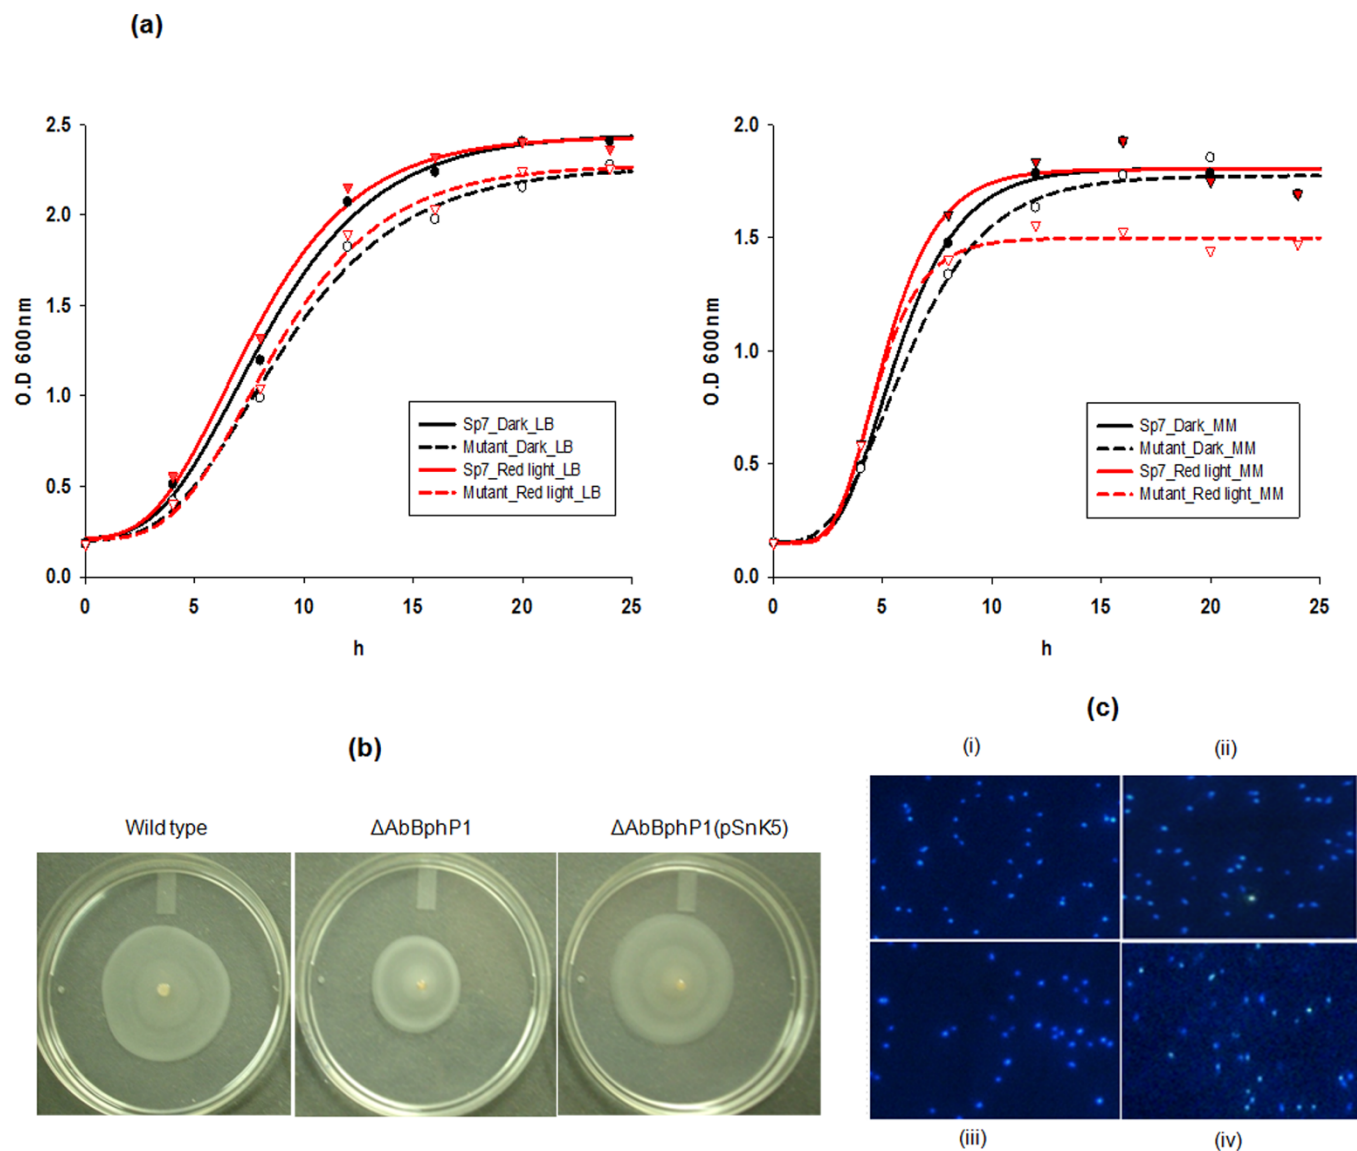 (a)
2.5
2.0
1.5
1.0
0.5
0.0
O.D 600nm
0 5 10 15 20 25
h
Sp7_Dark_LB
Mutant_Dark_LB
Sp7_Red light_LB
Mutant_Red light_LB
2.0
1.5
1.0
0.5
0.0
O.D 600nm
0 5 10 15 20 25
h
Sp7_Dark_MM
Mutant_Dark_MM
Sp7_Red light_MM
Mutant_Red light_MM
(b)
Wild type ΔAbBphP1 ΔAbBphP1(pSnK5)
(c)
(i) (ii)
(iii) (iv)